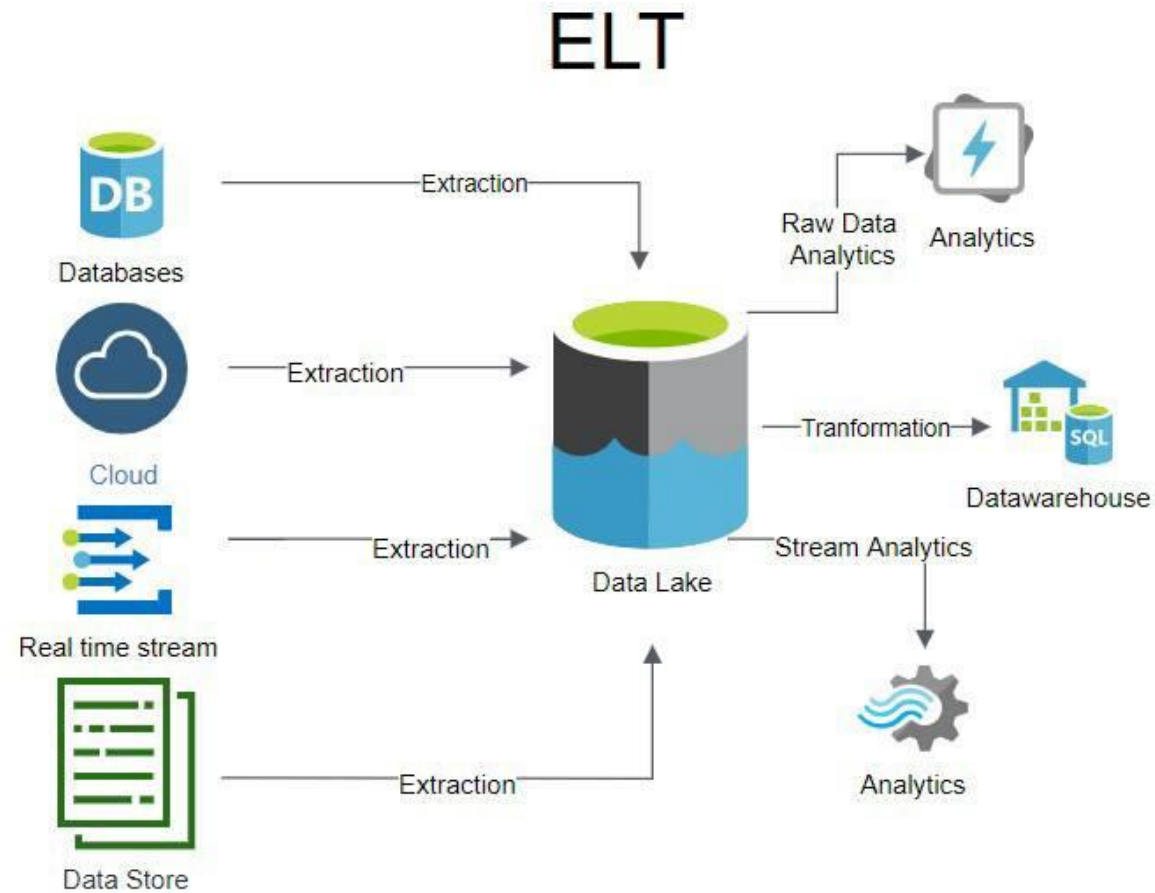 ELT
DB
Databases
Extraction
Cloud
Extraction
Real time stream
Extraction
Data Store
Extraction
Data Lake
Raw Data
Analytics
Analytics
Tranformation
SQL
Datawarehouse
Stream Analytics
Analytics